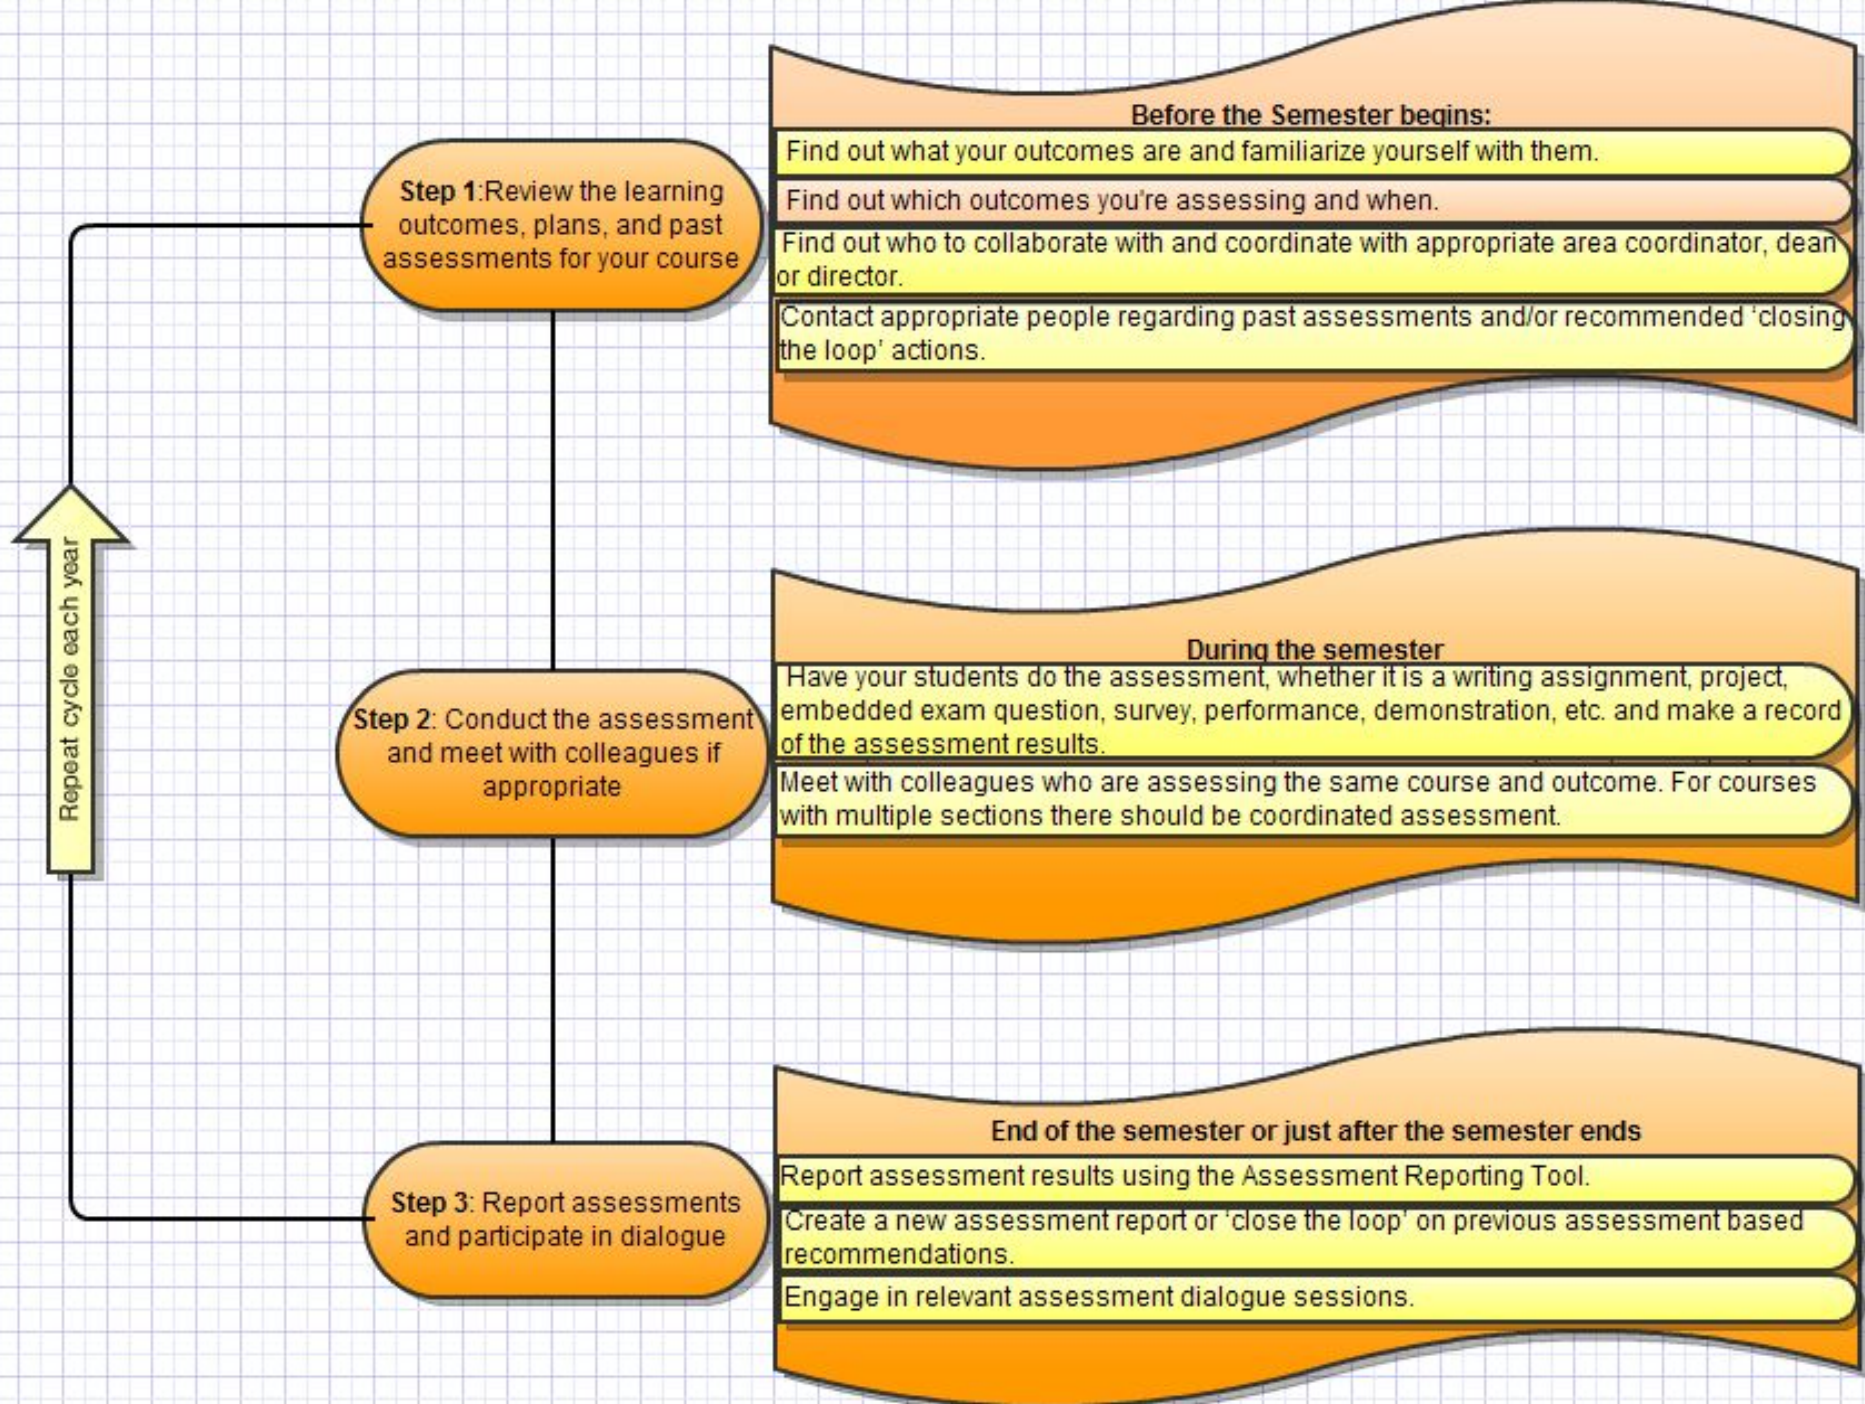 Before the Semester begins:
Find out what your outcomes are and familiarize yourself with them.
Step 1:Review the learning
outcomes, plans, and past
assessments for your course
Find out which outcomes you're assessing and when.
Find out who to collaborate with and coordinate with appropriate area coordinator, dean
or director.
Contact appropriate people regarding past assessments and/or recommended ‘closing
the loop’ actions.
Repeat cycle each year
During the semester
Step 2: Conduct the assessment
and meet with colleagues if
appropriate
Have your students do the assessment, whether it is a writing assignment, project,
embedded exam question, survey, performance, demonstration, etc. and make a record
of the assessment results.
Meet with colleagues who are assessing the same course and outcome. For courses
with multiple sections there should be coordinated assessment.
End of the semester or just after the semester ends
Step 3: Report assessments
and participate in dialogue
Report assessment results using the Assessment Reporting Tool.
Create a new assessment report or ‘close the loop’ on previous assessment based
recommendations.
Engage in relevant assessment dialogue sessions.